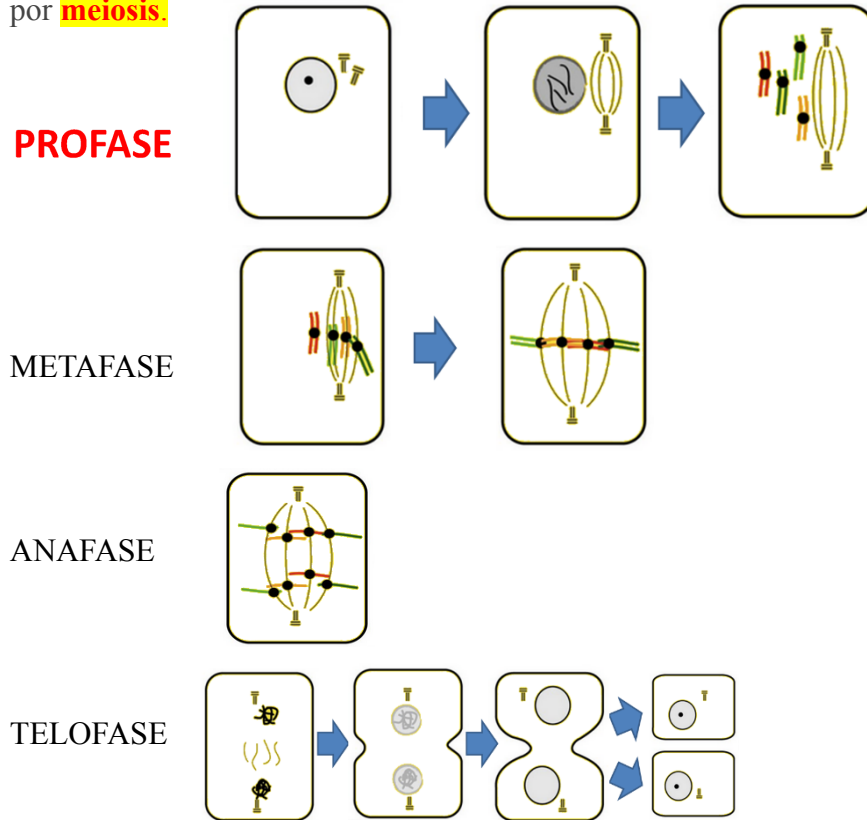 por meiosis.
PROFASE
METAFASE
ANAFASE
TELOFASE